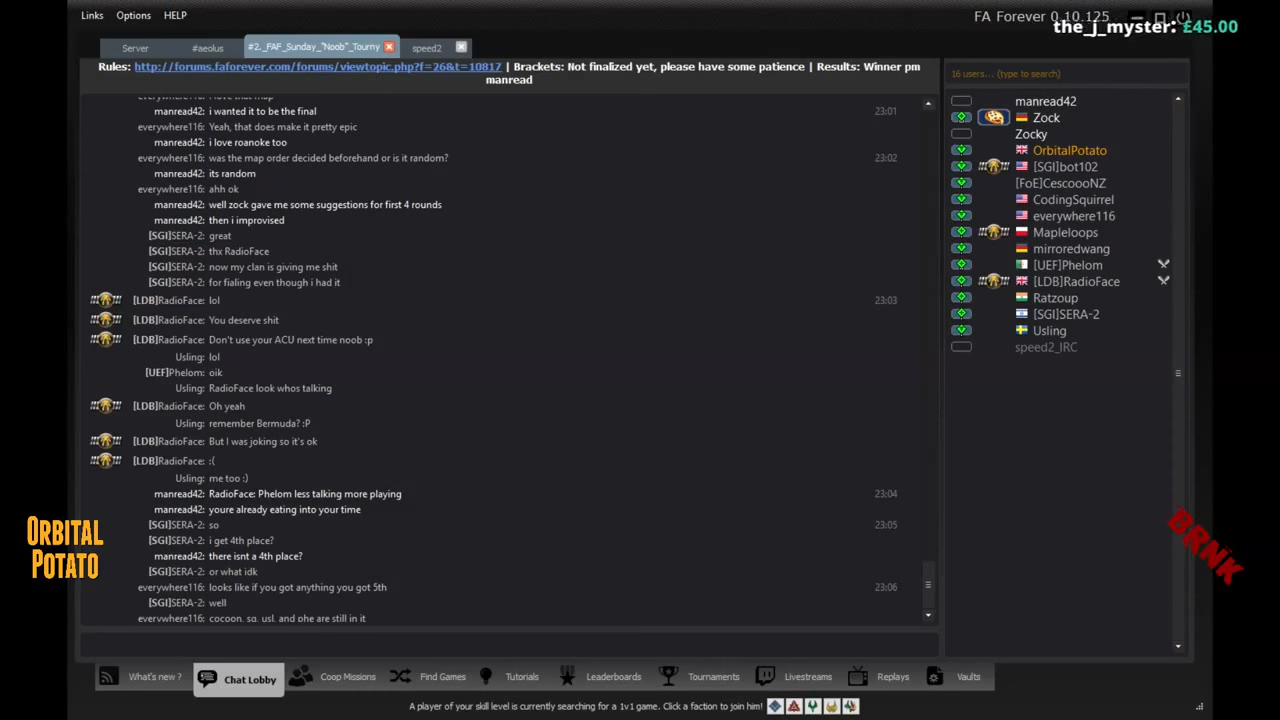 Links Options HELP FA Forever 0.10.125
the_j_myster: £45.00
Server #aeolus #2._FAF_Sunday_"Noob"_Tourny speed2
Rules: http://forums.faforever.com/forums/viewtopic.php?f=26&t=10817 | Brackets: Not finalized yet, please have some patience | Results: Winner pm
manread
16 users... (type to search)
everywhere116: i love that map
manread42: i wanted it to be the final 23:01
everywhere116: Yeah, that does make it pretty epic
manread42: i love roanoke too
everywhere116: was the map order decided beforehand or is it random? 23:02
manread42: its random
everywhere116: ahh ok
manread42: well zock gave me some suggestions for first 4 rounds
manread42: then i improvised
[SGI]SERA-2: great
[SGI]SERA-2: thx RadioFace
[SGI]SERA-2: now my clan is giving me shit
[SGI]SERA-2: for fialing even though i had it
[LDB]RadioFace: lol 23:03
[LDB]RadioFace: You deserve shit
[LDB]RadioFace: Don't use your ACU next time noob :p
Usling: lol
[UEF]Phelom: oik
Usling: RadioFace look whos talking
[LDB]RadioFace: Oh yeah
Usling: remember Bermuda? :P
[LDB]RadioFace: But I was joking so it's ok
[LDB]RadioFace: :(
Usling: me too :)
manread42: RadioFace: Phelom less talking more playing 23:04
manread42: youre already eating into your time
[SGI]SERA-2: so 23:05
[SGI]SERA-2: i get 4th place?
manread42: there isnt a 4th place?
[SGI]SERA-2: or what idk
everywhere116: looks like if you got anything you got 5th 23:06
[SGI]SERA-2: well
everywhere116: cocoon, sg, usl, and phe are still in it
manread42
Zock
Zocky
OrbitalPotato
[SGI]bot102
[FoE]CescoooNZ
CodingSquirrel
everywhere116
Mapleloops
mirroredwang
[UEF]Phelom
[LDB]RadioFace
Ratzoup
[SGI]SERA-2
Usling
speed2_IRC
ORBITAL
POTATO
BRNK
What's new ? Chat Lobby Coop Missions Find Games Tutorials Leaderboards Tournaments Livestreams Replays Vaults
A player of your skill level is currently searching for a 1v1 game. Click a faction to join him!